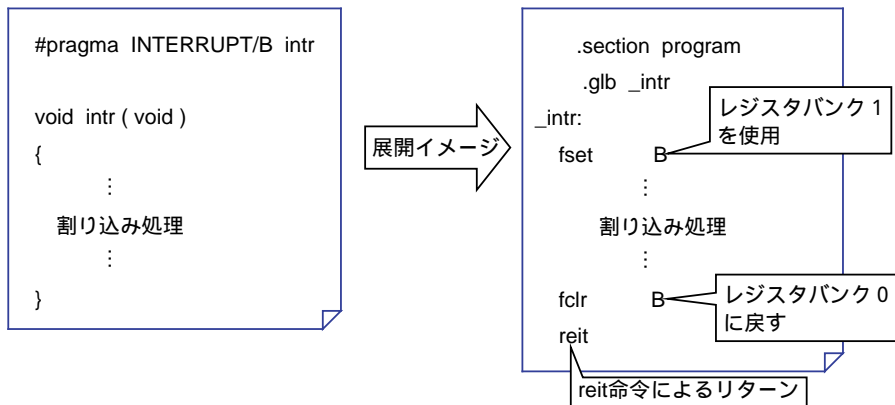 #pragma INTERRUPT/B intr
void intr ( void )
{
⋮
割り込み処理
⋮
}
展開イメージ
.section program
.glb _intr
_intr:
fset B
レジスタバンク 1
を使用
⋮
割り込み処理
⋮
fclr B
レジスタバンク 0
に戻す
reit
reit命令によるリターン